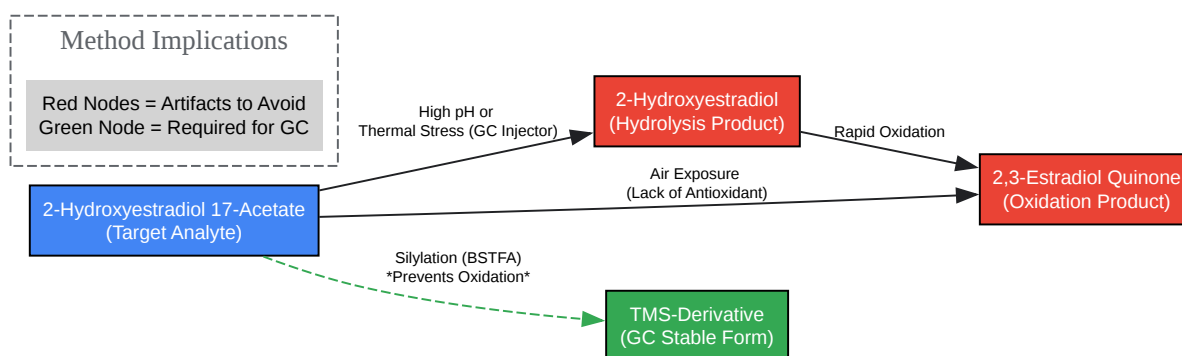 Method Implications
Red Nodes = Artifacts to Avoid
Green Node = Required for GC
High pH or
Thermal Stress (GC Injector)
2-Hydroxyestradiol
(Hydrolysis Product)
Rapid Oxidation
Air Exposure
(Lack of Antioxidant)
2,3-Estradiol Quinone
(Oxidation Product)
2-Hydroxyestradiol 17-Acetate
(Target Analyte)
Silylation (BSTFA)
*Prevents Oxidation*
TMS-Derivative
(GC Stable Form)